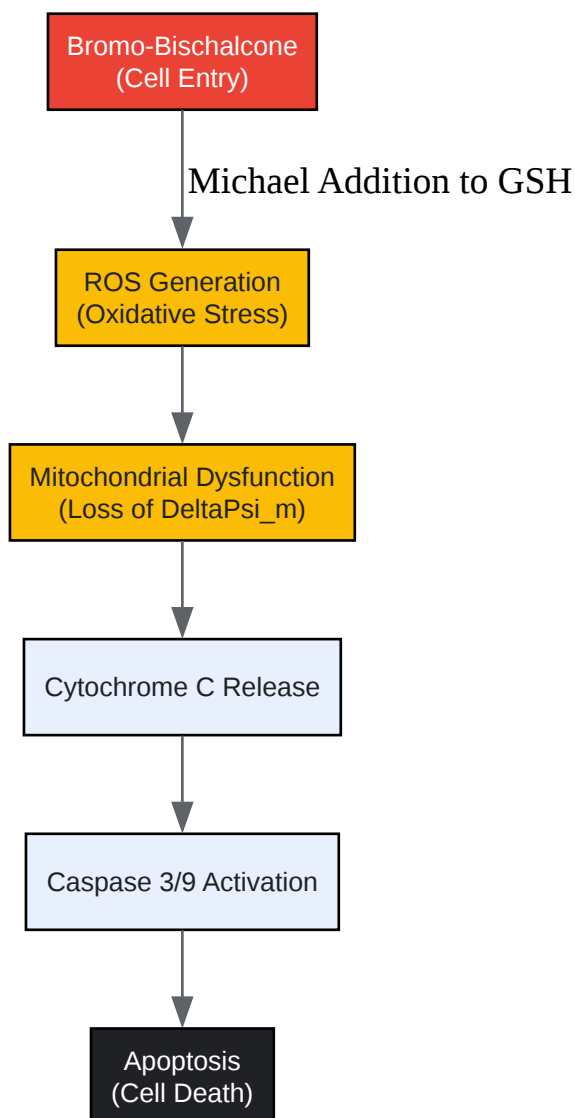 Bromo-Bischalcone
(Cell Entry)
Michael Addition to GSH
ROS Generation
(Oxidative Stress)
Mitochondrial Dysfunction
(Loss of DeltaPsi_m)
Cytochrome C Release
Caspase 3/9 Activation
Apoptosis
(Cell Death)